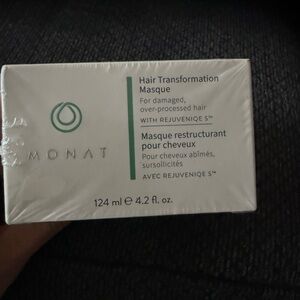 MONAT
Hair Transformation
Masque
For damaged,
over-processed hair
WITH REJUVENIQE S™
Masque restructurant
pour cheveux
Pour cheveux abîmés,
sursollicités
AVEC REJUVENIQE S™
124 ml ℮ 4.2 fl. oz.